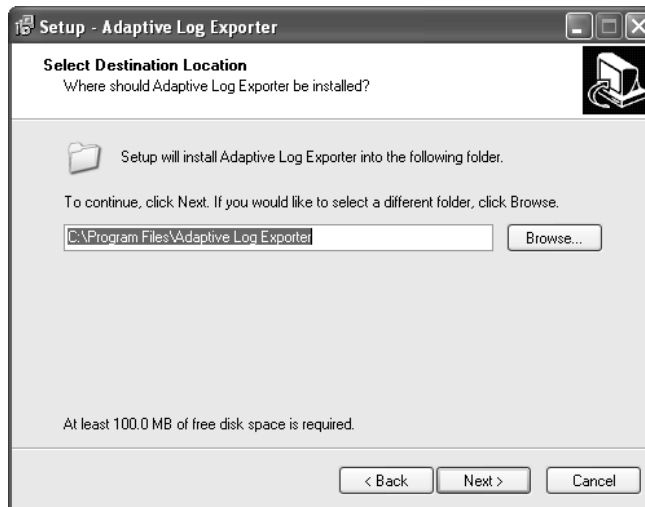 Setup - Adaptive Log Exporter
Select Destination Location
Where should Adaptive Log Exporter be installed?
Setup will install Adaptive Log Exporter into the following folder.
To continue, click Next. If you would like to select a different folder, click Browse.
C:\Program Files\Adaptive Log Exporter
Browse...
At least 100.0 MB of free disk space is required.
< Back
Next >
Cancel